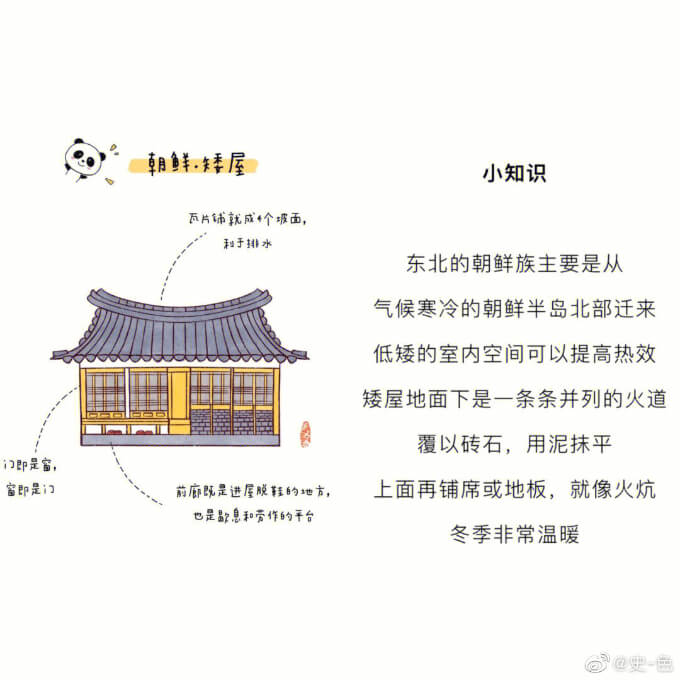 朝鲜·矮屋
瓦片铺就成4个坡面，
利于排水
门即是窗，
窗即是门
前廊既是进屋脱鞋的地方，
也是歇息和劳作的平台
小知识
东北的朝鲜族主要是从
气候寒冷的朝鲜半岛北部迁来
低矮的室内空间可以提高热效
矮屋地面下是一条条并列的火道
覆以砖石，用泥抹平
上面再铺席或地板，就像火炕
冬季非常温暖
@史-色